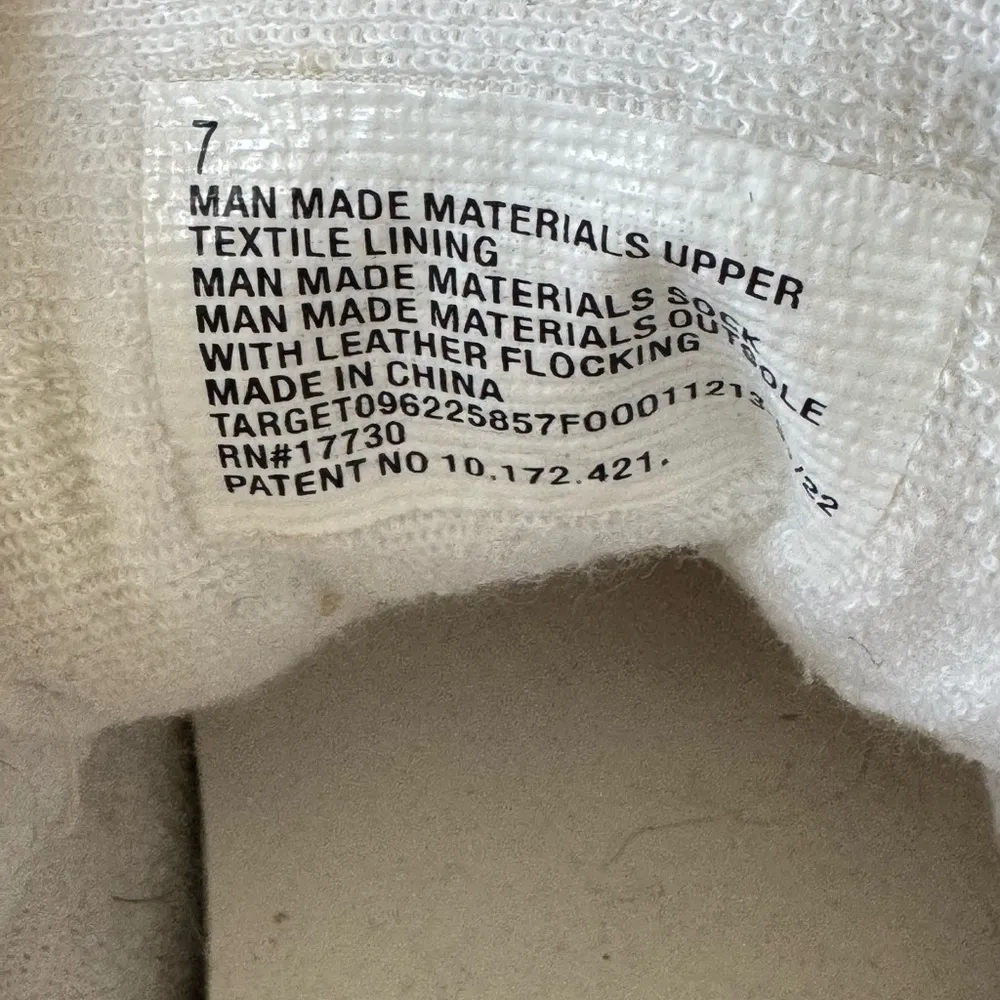 7
MAN MADE MATERIALS UPPER
TEXTILE LINING
MAN MADE MATERIALS SOCK
MAN MADE MATERIALS OUTSOLE
WITH LEATHER FLOCKING
MADE IN CHINA
RN#17730
PATENT NO 10.172.421.